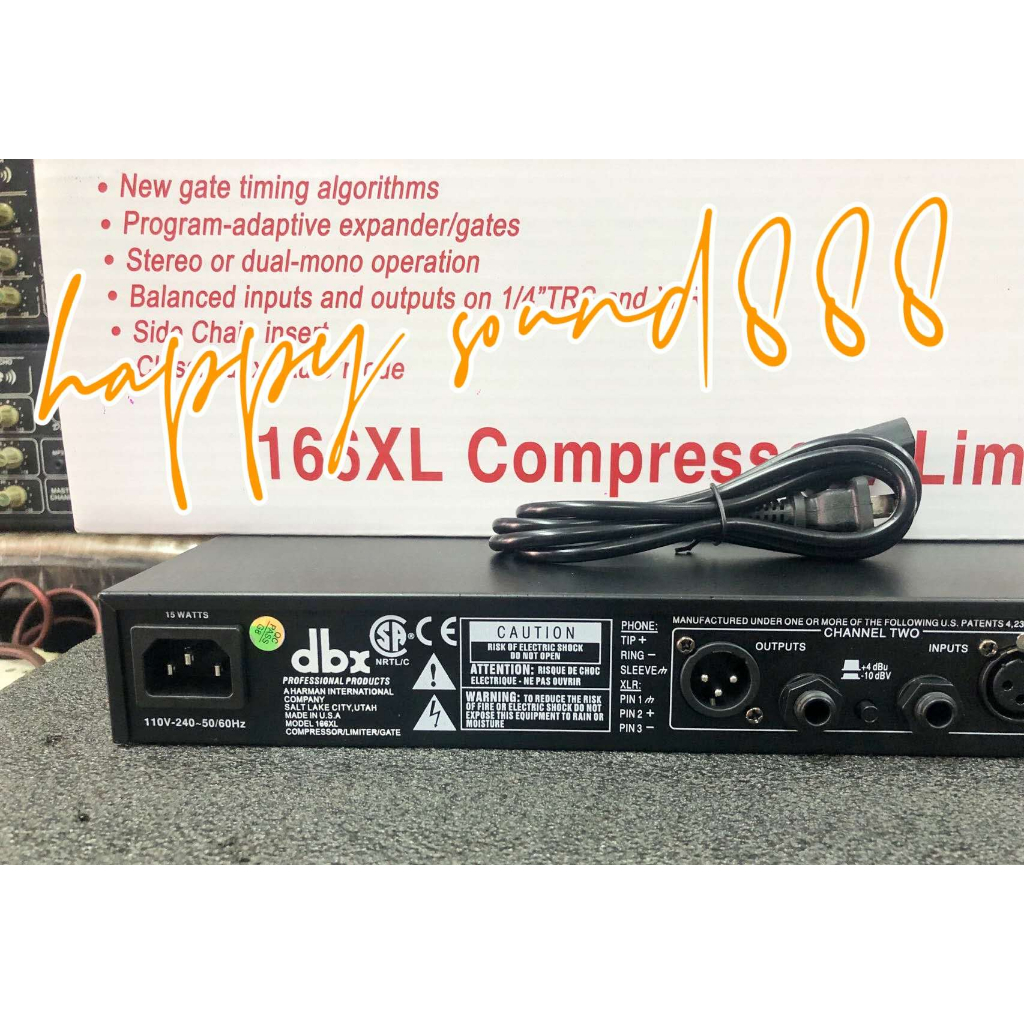 • New gate timing algorithms
• Program-adaptive expander/gates
• Stereo or dual-mono operation
• Balanced inputs and outputs on 1/4"TRS and
• Side Chain insert
happy sound888
166XL Compress Lim
15 WATTS
110V-240~50/60Hz
QC
PASS
dbx
PROFESSIONAL PRODUCTS
A HARMAN INTERNATIONAL
COMPANY
SALT LAKE CITY,UTAH
MADE IN U.S.A
MODEL 166XL
COMPRESSOR/LIMITER/GATE
SA®
NRTL/C
CE
CAUTION
RISK OF ELECTRIC SHOCK
DO NOT OPEN
ATTENTION: RISQUE DE CHOC
ELECTRIQUE - NE PAS OUVRIR
WARNING: TO REDUCE THE RISK
OF FIRE OR ELECTRIC SHOCK DO NOT
EXPOSE THIS EQUIPMENT TO RAIN OR
MOISTURE
PHONE:
TIP +
RING −
SLEEVE
XLR:
PIN 1
PIN 2 +
PIN 3 −
MANUFACTURED UNDER ONE OR MORE OF THE FOLLOWING U.S. PATENTS 4,23
CHANNEL TWO
OUTPUTS
+4 dBu
-10 dBV
INPUTS